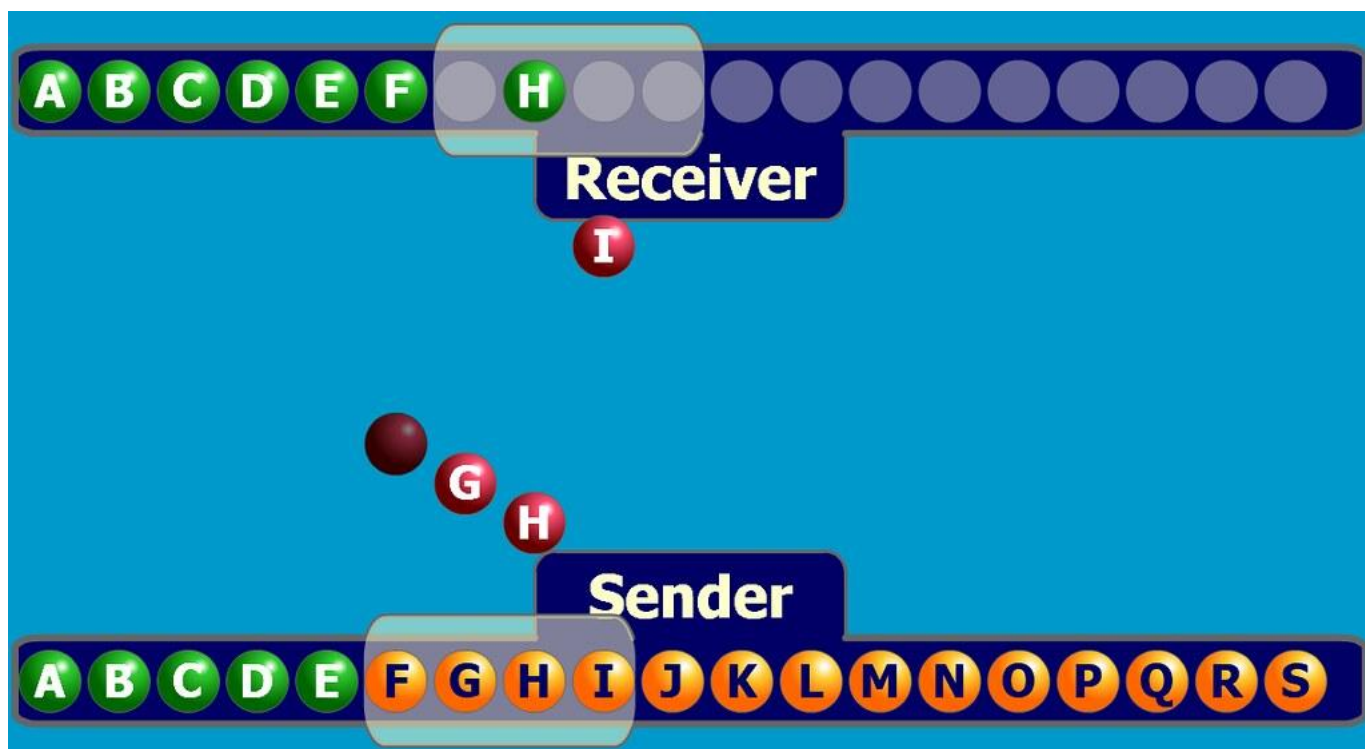 A B C D E F H
Receiver
I
G
H
Sender
A B C D E F G H I J K L M N O P Q R S